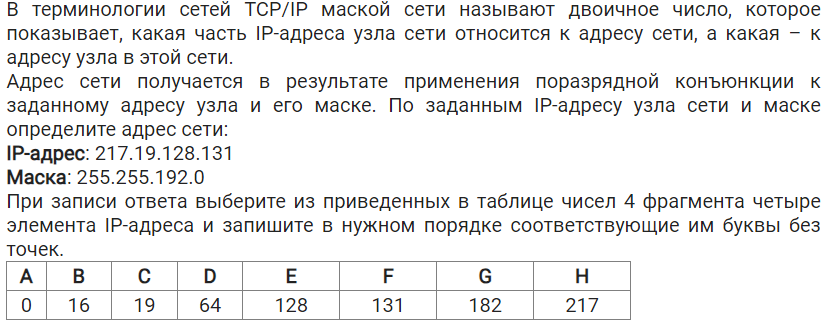 В терминологии сетей TCP/IP маской сети называют двоичное число, которое
показывает, какая часть IP-адреса узла сети относится к адресу сети, а какая – к
адресу узла в этой сети.
Адрес сети получается в результате применения поразрядной конъюнкции к
заданному адресу узла и его маске. По заданным IP-адресу узла сети и маске
определите адрес сети:
IP-адрес: 217.19.128.131
Маска: 255.255.192.0
При записи ответа выберите из приведенных в таблице чисел 4 фрагмента четыре
элемента IP-адреса и запишите в нужном порядке соответствующие им буквы без
точек.
A B C D E F G H
0 16 19 64 128 131 182 217